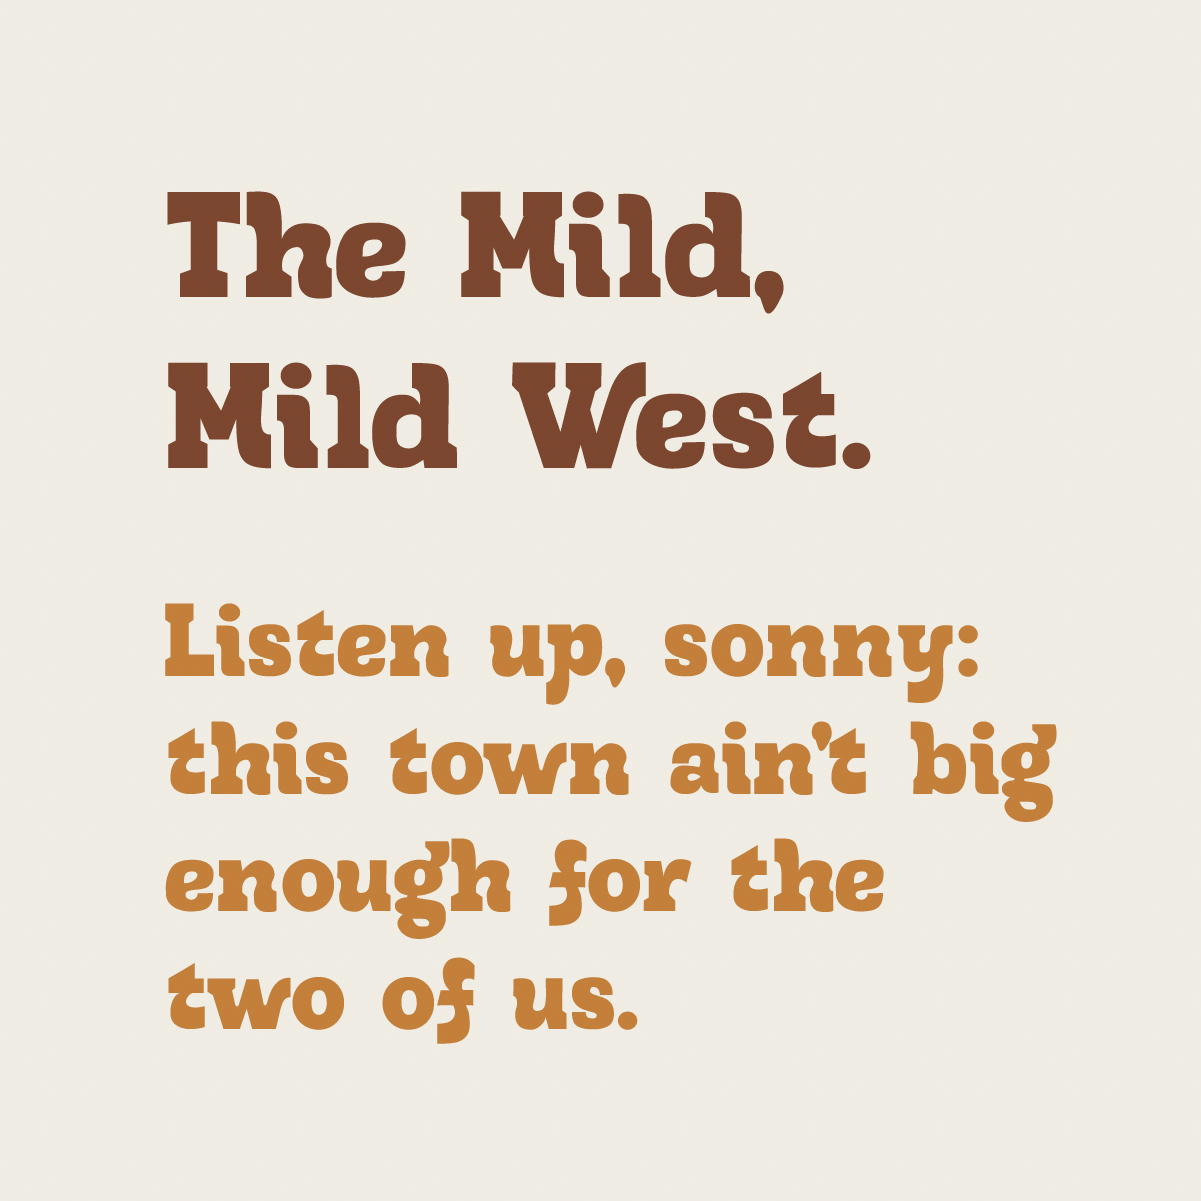 The Mild,
Mild West.
Listen up, sonny:
this town ain't big
enough for the
two of us.